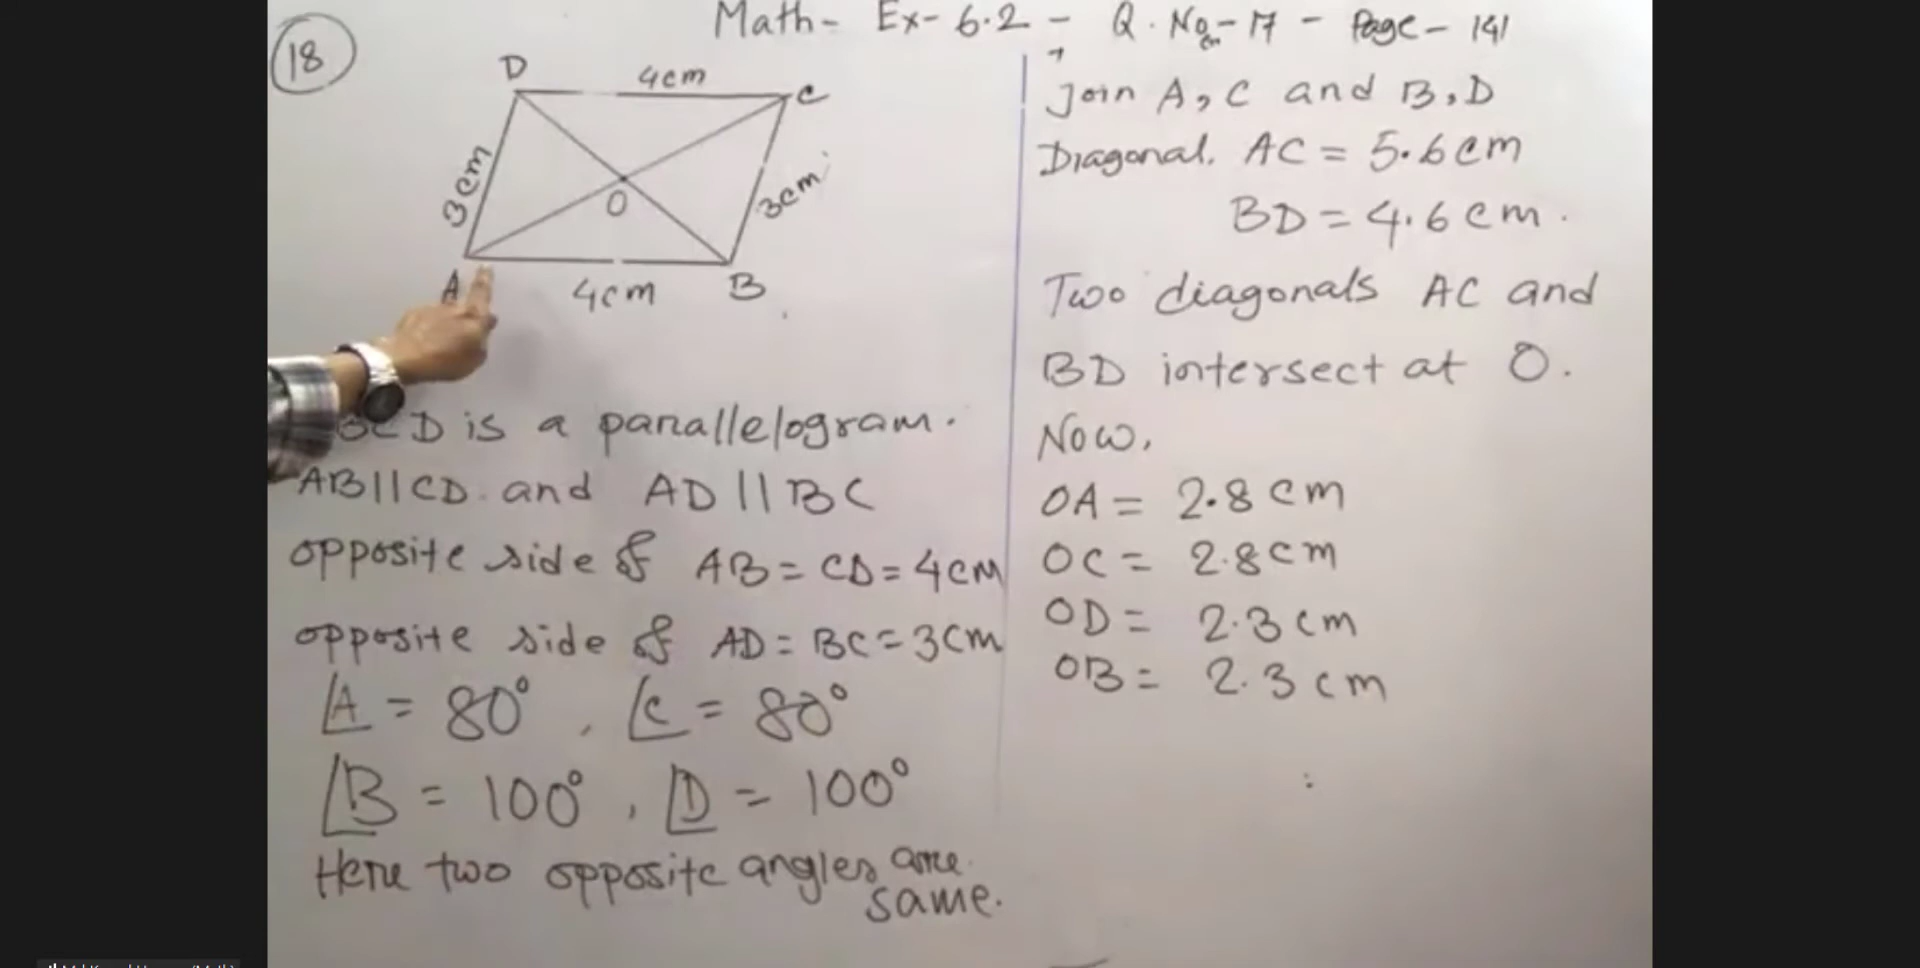 Math- Ex-6.2 - Q. No-17 - Page-141
18
D
4cm
C
3cm
O
3cm
A
4cm
B
BCD is a parallelogram.
AB||CD. and AD||BC
opposite side of AB=CD=4cm
opposite side of AD=BC=3cm
∠A = 80°, ∠C = 80°
∠B = 100°, ∠D = 100°
Here two opposite angles are
same.
Join A, C and B, D
Diagonal. AC = 5.6cm
BD = 4.6cm.
Two diagonals AC and
BD intersect at O.
Now,
OA = 2.8cm
OC = 2.8cm
OD = 2.3cm
OB = 2.3cm